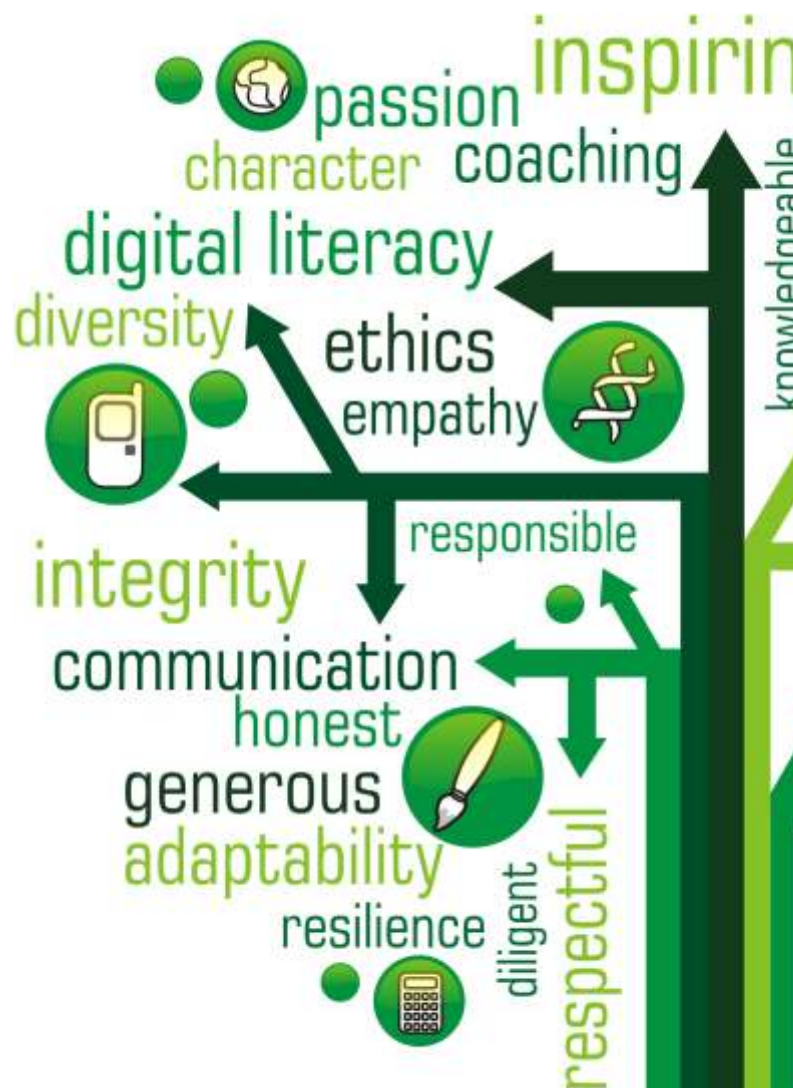 inspirin
passion
character
coaching
knowledgeable
digital literacy
diversity
ethics
empathy
responsible
integrity
communication
honest
generous
adaptability
resilience
diligent
respectful